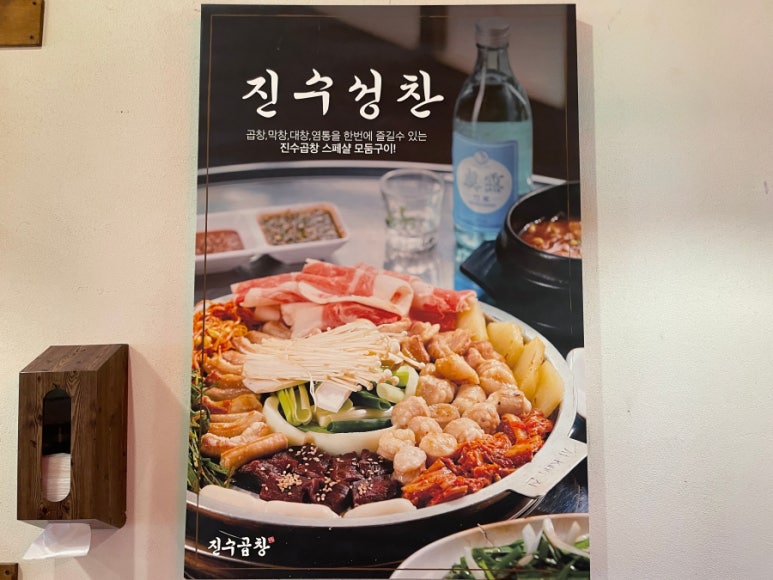 진수성찬
곱창,막창,대창,염통을 한번에 즐길수 있는
진수곱창 스페샬 모둠구이!
진수곱창